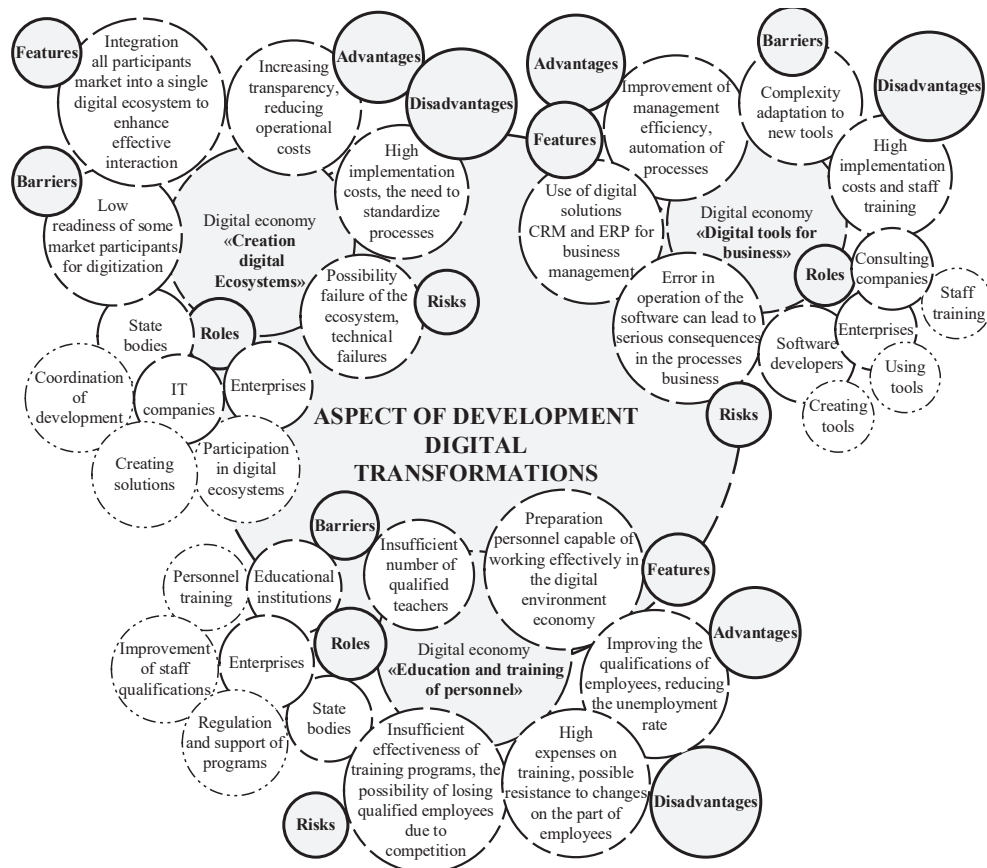 Features
Integration
all participants
market into a single
digital ecosystem to
enhance
effective
interaction
Increasing
transparency,
reducing
operational
costs
Advantages
Disadvantages
High
implementation
costs, the need to
standardize
processes
Barriers
Low
readiness of some
market participants
for digitization
Digital economy
«Creation
digital
Ecosystems»
Possibility
failure of the
ecosystem,
technical
failures
Risks
Roles
State
bodies
IT
companies
Enterprises
Coordination
of
development
Creating
solutions
Participation
in digital
ecosystems
Advantages
Improvement of
management
efficiency,
automation of
processes
Barriers
Complexity
adaptation to
new tools
Disadvantages
High
implementation
costs and staff
training
Features
Use of digital
solutions
CRM and ERP for
business
management
Digital economy
«Digital tools for
business»
Roles
Consulting
companies
Staff
training
Enterprises
Using
tools
Software
developers
Creating
tools
Error in
operation of the
software can lead to
serious consequences
in the processes
business
Risks
ASPECT OF DEVELOPMENT
DIGITAL
TRANSFORMATIONS
Barriers
Insufficient
number of
qualified
teachers
Preparation
personnel capable of
working effectively in
the digital
environment
economy
Features
Personnel
training
Educational
institutions
Roles
Digital economy
«Education and training
of personnel»
Improving the
qualifications of
employees, reducing
the unemployment
rate
Advantages
Improvement
of staff
qualifications
Enterprises
State
bodies
Regulation
and support of
programs
Risks
Insufficient
effectiveness of
training programs, the
possibility of losing
qualified employees
due to
competition
High
expenses on
training, possible
resistance to changes
on the part of
employees
Disadvantages